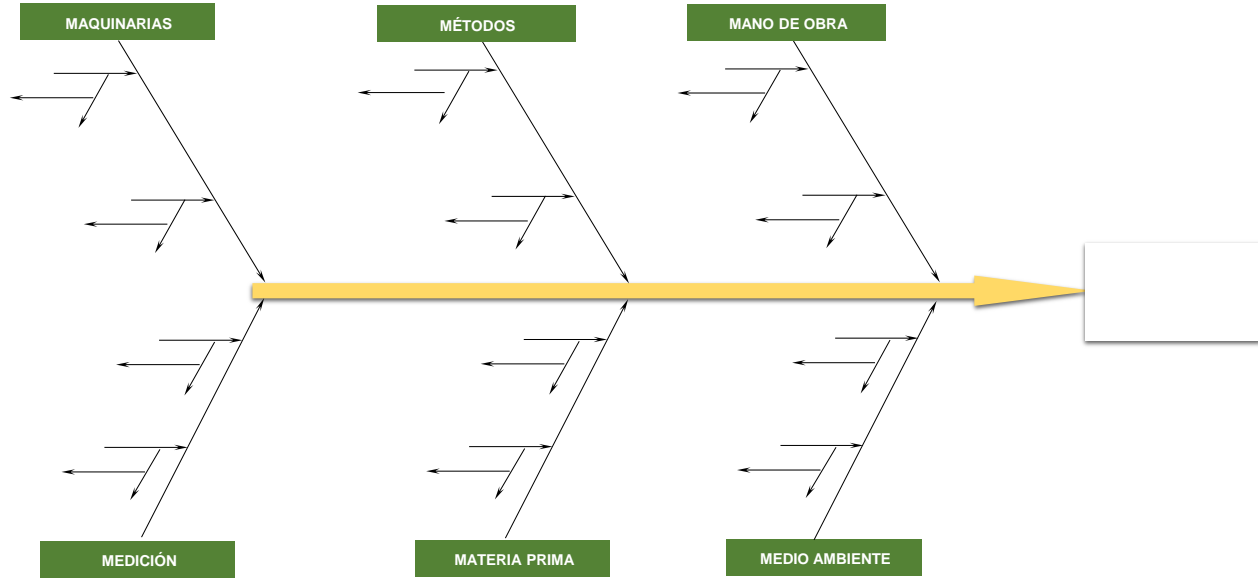 MAQUINARIAS
MÉTODOS
MANO DE OBRA
MEDICIÓN
MATERIA PRIMA
MEDIO AMBIENTE